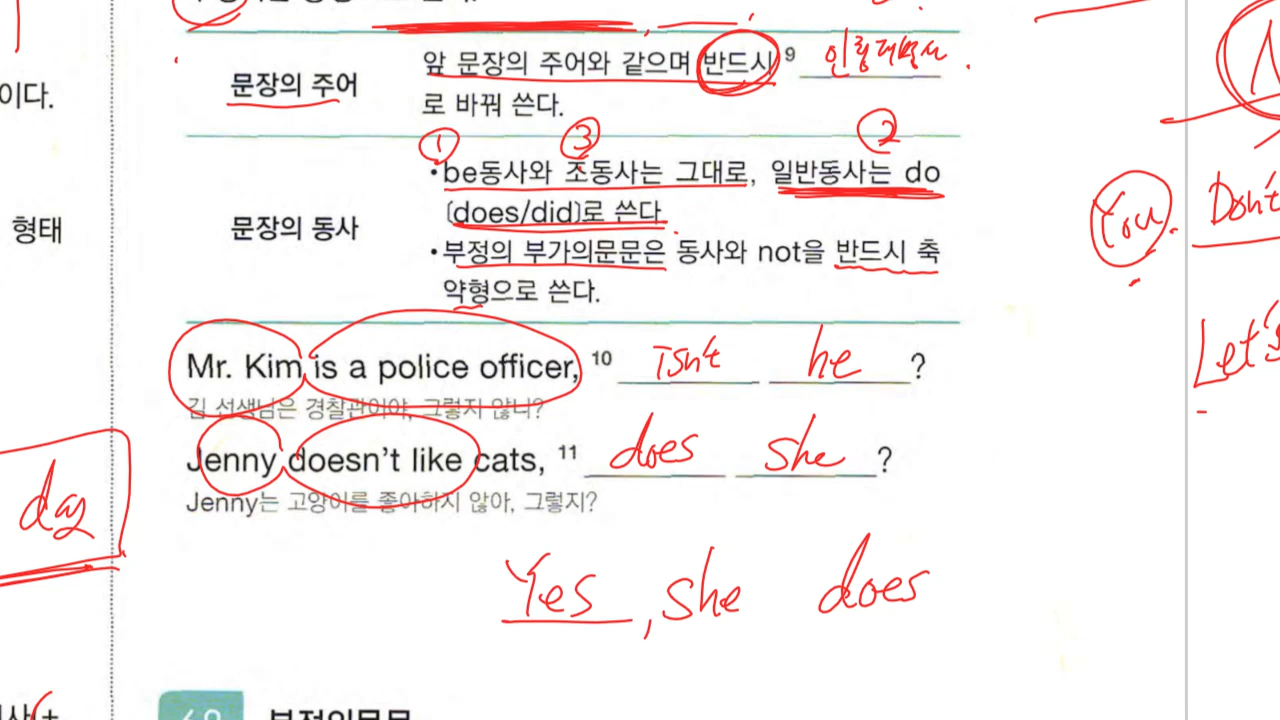 이다.
형태
day
문장의 주어
앞 문장의 주어와 같으며 반드시 9 인칭대명사
로 바꿔 쓴다.
① ③ ②
문장의 동사
•be동사와 조동사는 그대로, 일반동사는 do
(does/did)로 쓴다.
•부정의 부가의문문은 동사와 not을 반드시 축
약형으로 쓴다.
Mr. Kim is a police officer, 10 isn't he ?
김 선생님은 경찰관이야, 그렇지 않니?
Jenny doesn't like cats, 11 does she ?
Jenny는 고양이를 좋아하지 않아, 그렇지?
Yes, she does
You Don't
Let's